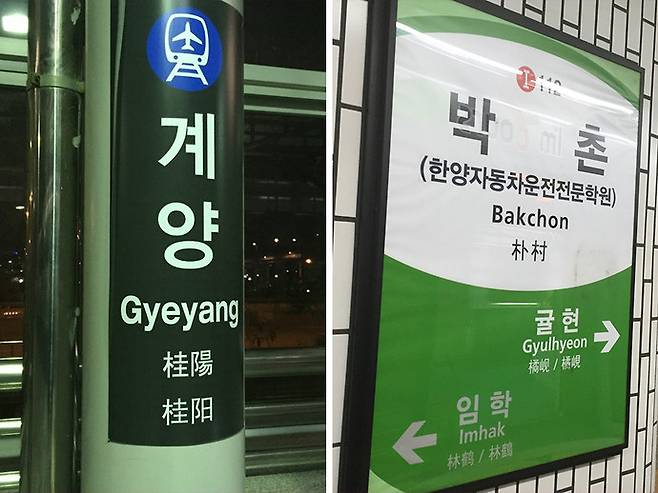 계
양
Gyeyang
桂陽
桂阳
I 112
박촌
(한양자동차운전전문학원)
Bakchon
朴村
귤현
Gyulhyeon
橘岘 / 橘峴
임학
Imhak
林鹤 / 林鶴